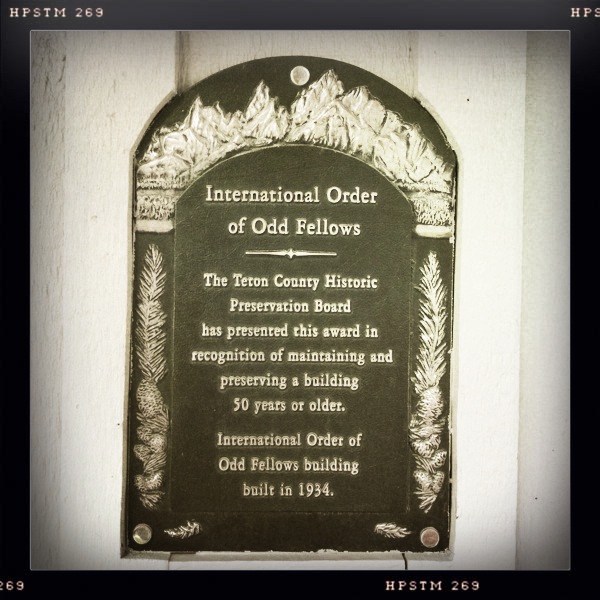 HPSTM 269
HPS
International Order
of Odd Fellows
The Teton County Historic
Preservation Board
has presented this award in
recognition of maintaining and
preserving a building
50 years or older.
International Order of
Odd Fellows building
built in 1934.
269
HPSTM 269